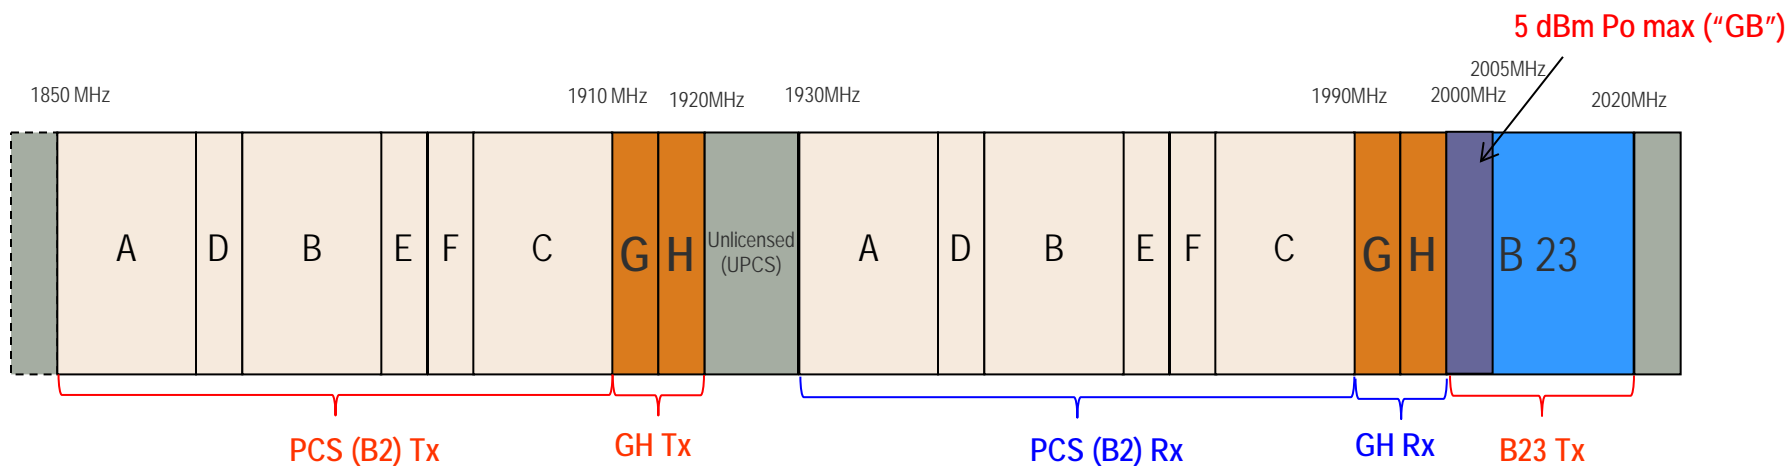 5 dBm Po max (“GB”)
2005MHz
1850 MHz
1910 MHz
1920MHz
1930MHz
1990MHz
2000MHz
2020MHz
A
D
B
E
F
C
G
H
Unlicensed
(UPCS)
A
D
B
E
F
C
G
H
B 23
PCS (B2) Tx
GH Tx
PCS (B2) Rx
GH Rx
B23 Tx